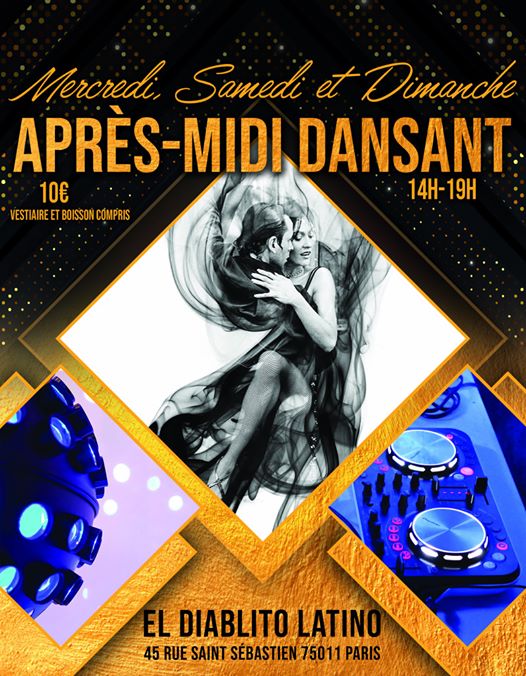 Mercredi, Samedi et Dimanche
APRÈS-MIDI DANSANT
10€
14H-19H
VESTIAIRE ET BOISSON COMPRIS
EL DIABLITO LATINO
45 RUE SAINT SÉBASTIEN 75011 PARIS